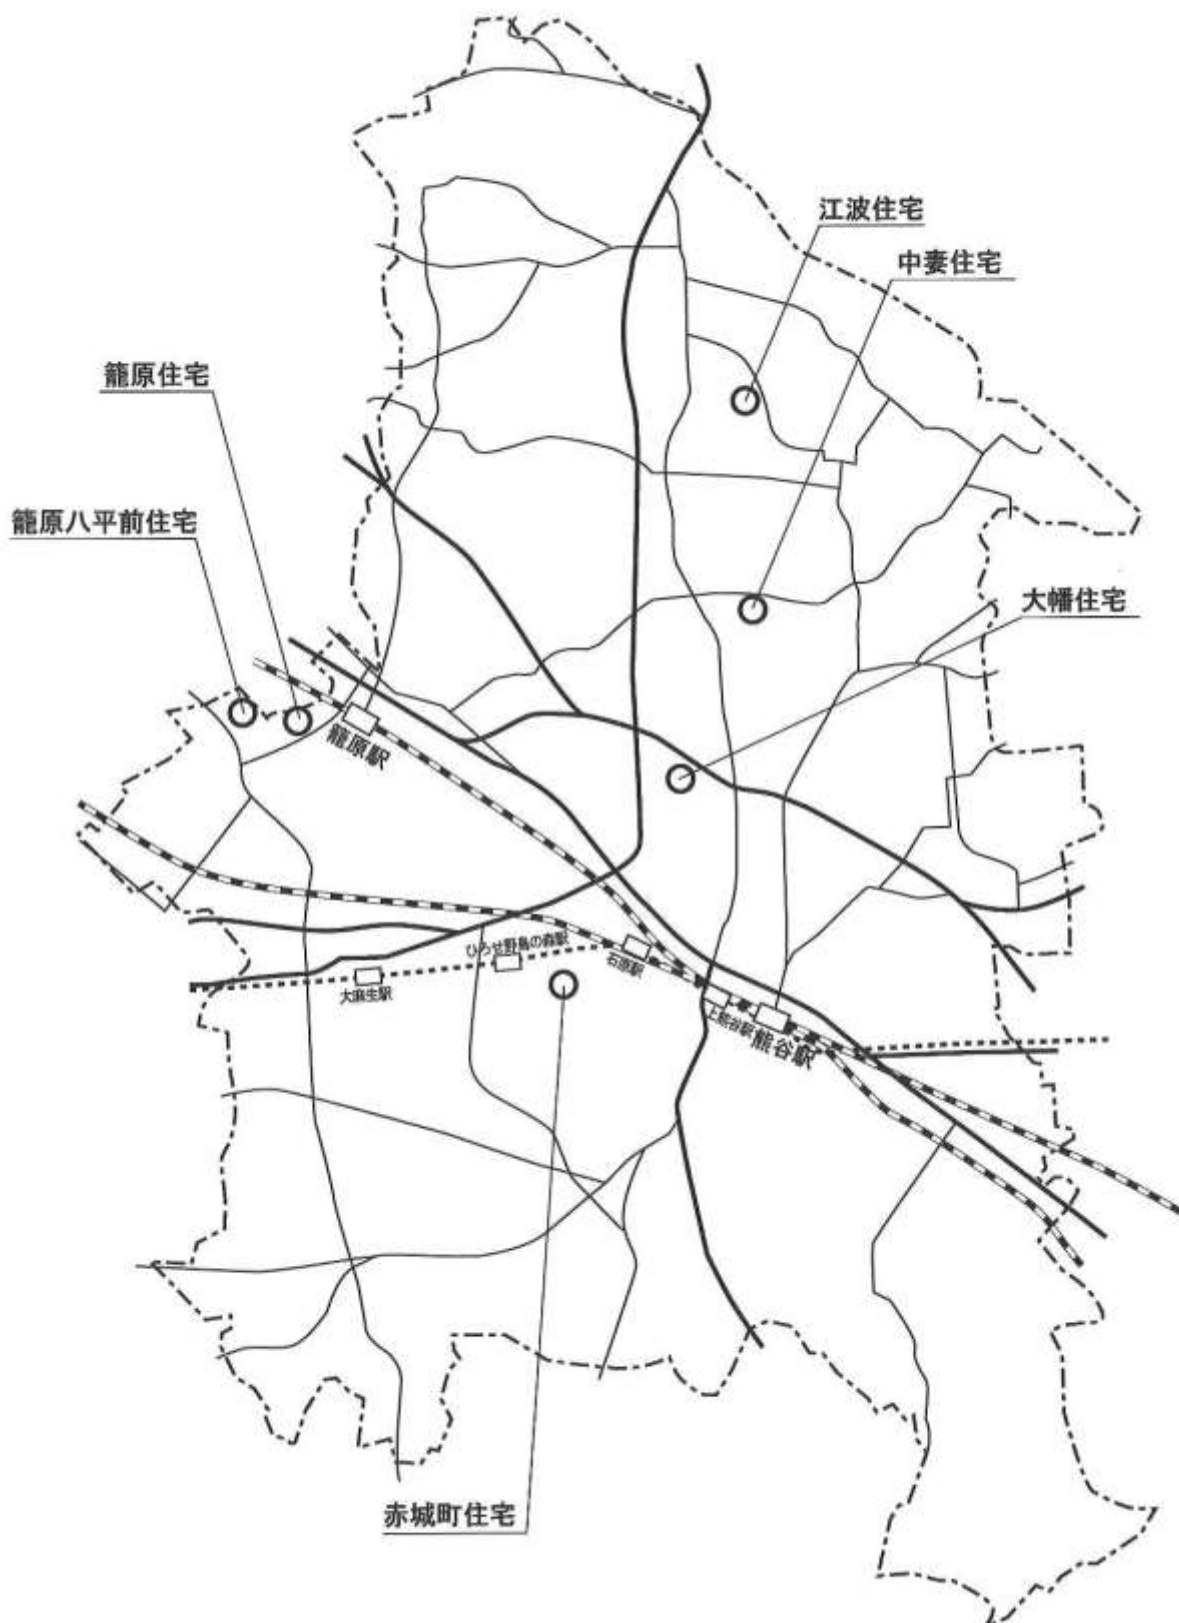 江波住宅
中妻住宅
籠原住宅
籠原八平前住宅
大幡住宅
籠原駅
ひろせ野鳥の森駅
石原駅
大麻生駅
上熊谷駅
熊谷駅
赤城町住宅